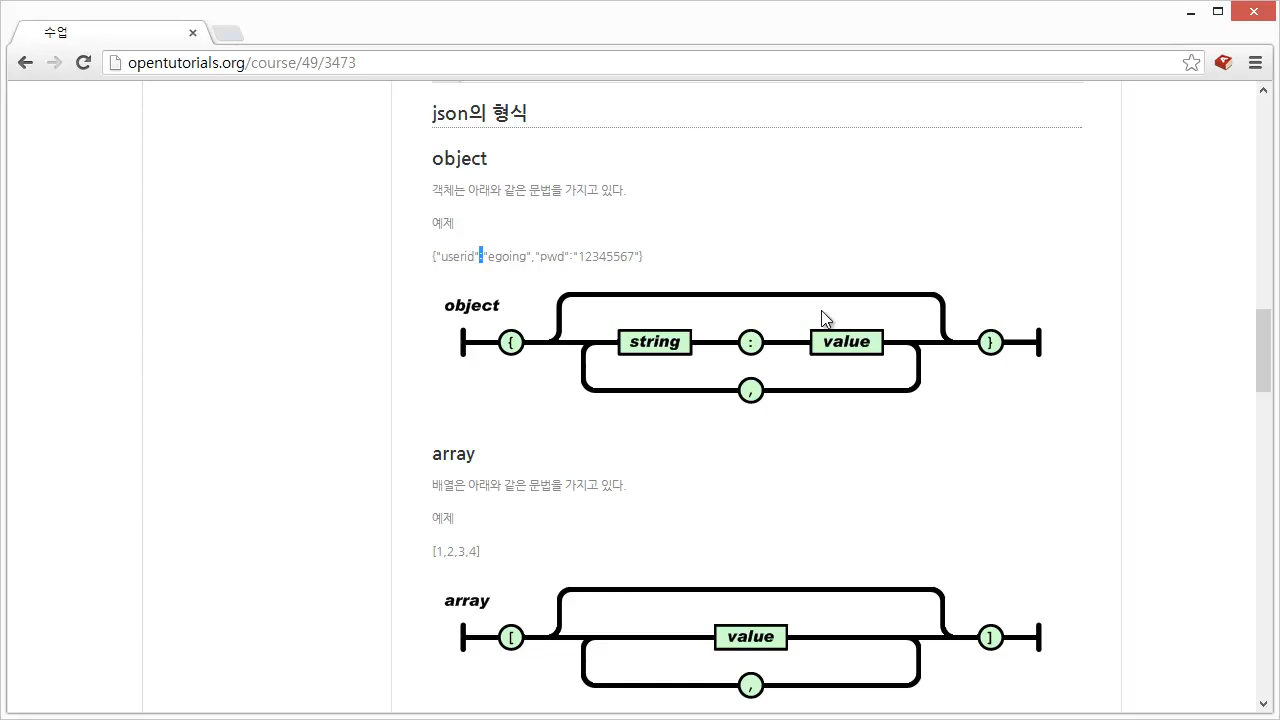 수업
opentutorials.org/course/49/3473
json의 형식
object
객체는 아래와 같은 문법을 가지고 있다.
예제
{"userid":"egoing","pwd":"12345567"}
object
{ string : value }
,
array
배열은 아래와 같은 문법을 가지고 있다.
예제
[1,2,3,4]
array
[ value ]
,